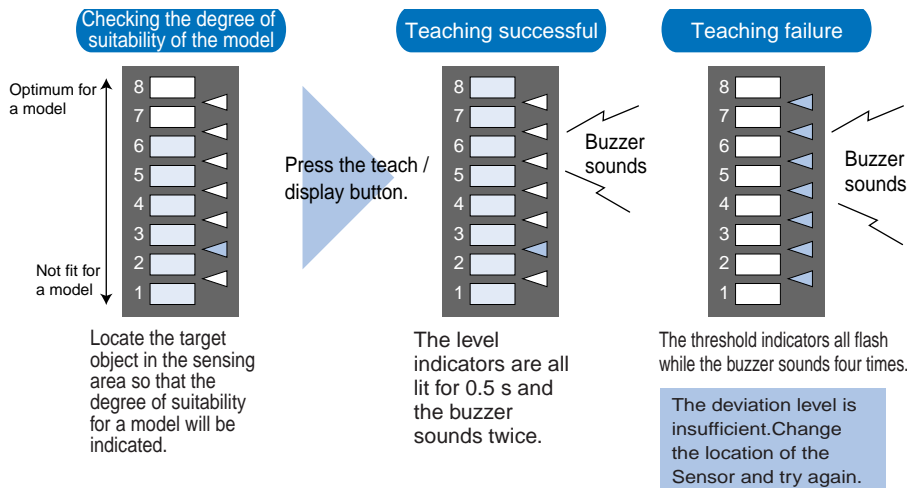 Checking the degree of
suitability of the model
Optimum for
a model
8
7
6
5
4
3
2
1
Not fit for
a model
Locate the target
object in the sensing
area so that the
degree of suitability
for a model will be
indicated.
Press the teach /
display button.
Teaching successful
8
7
6
5
4
3
2
1
Buzzer
sounds
The level
indicators are all
lit for 0.5 s and
the buzzer
sounds twice.
Teaching failure
8
7
6
5
4
3
2
1
Buzzer
sounds
The threshold indicators all flash
while the buzzer sounds four times.
The deviation level is
insufficient.Change
the location of the
Sensor and try again.